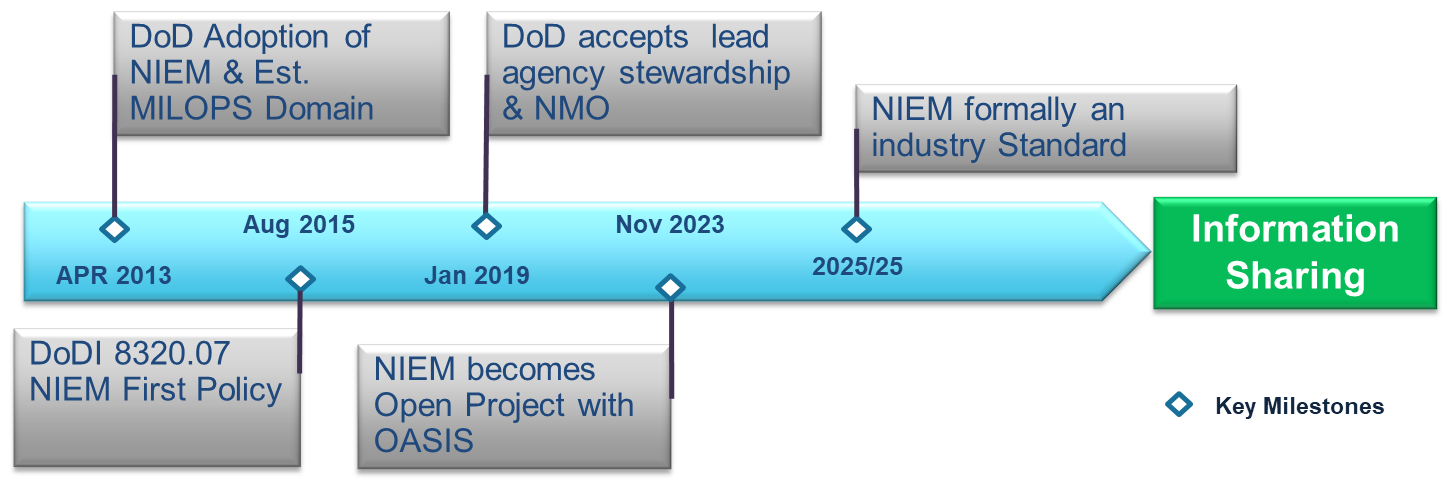 DoD Adoption of
NIEM & Est.
MILOPS Domain
DoD accepts lead
agency stewardship
& NMO
NIEM formally an
industry Standard
Aug 2015
Nov 2023
APR 2013
Jan 2019
2025/25
Information
Sharing
DoDI 8320.07
NIEM First Policy
NIEM becomes
Open Project with
OASIS
Key Milestones